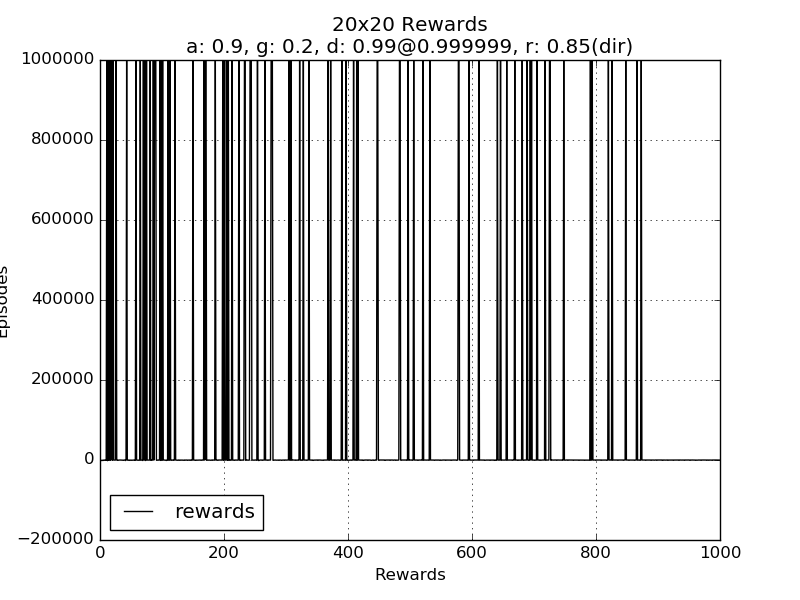 20x20 Rewards
a: 0.9, g: 0.2, d: 0.99@0.999999, r: 0.85(dir)
1000000
800000
600000
400000
200000
0
−200000
Episodes
rewards
0 200 400 600 800 1000
Rewards